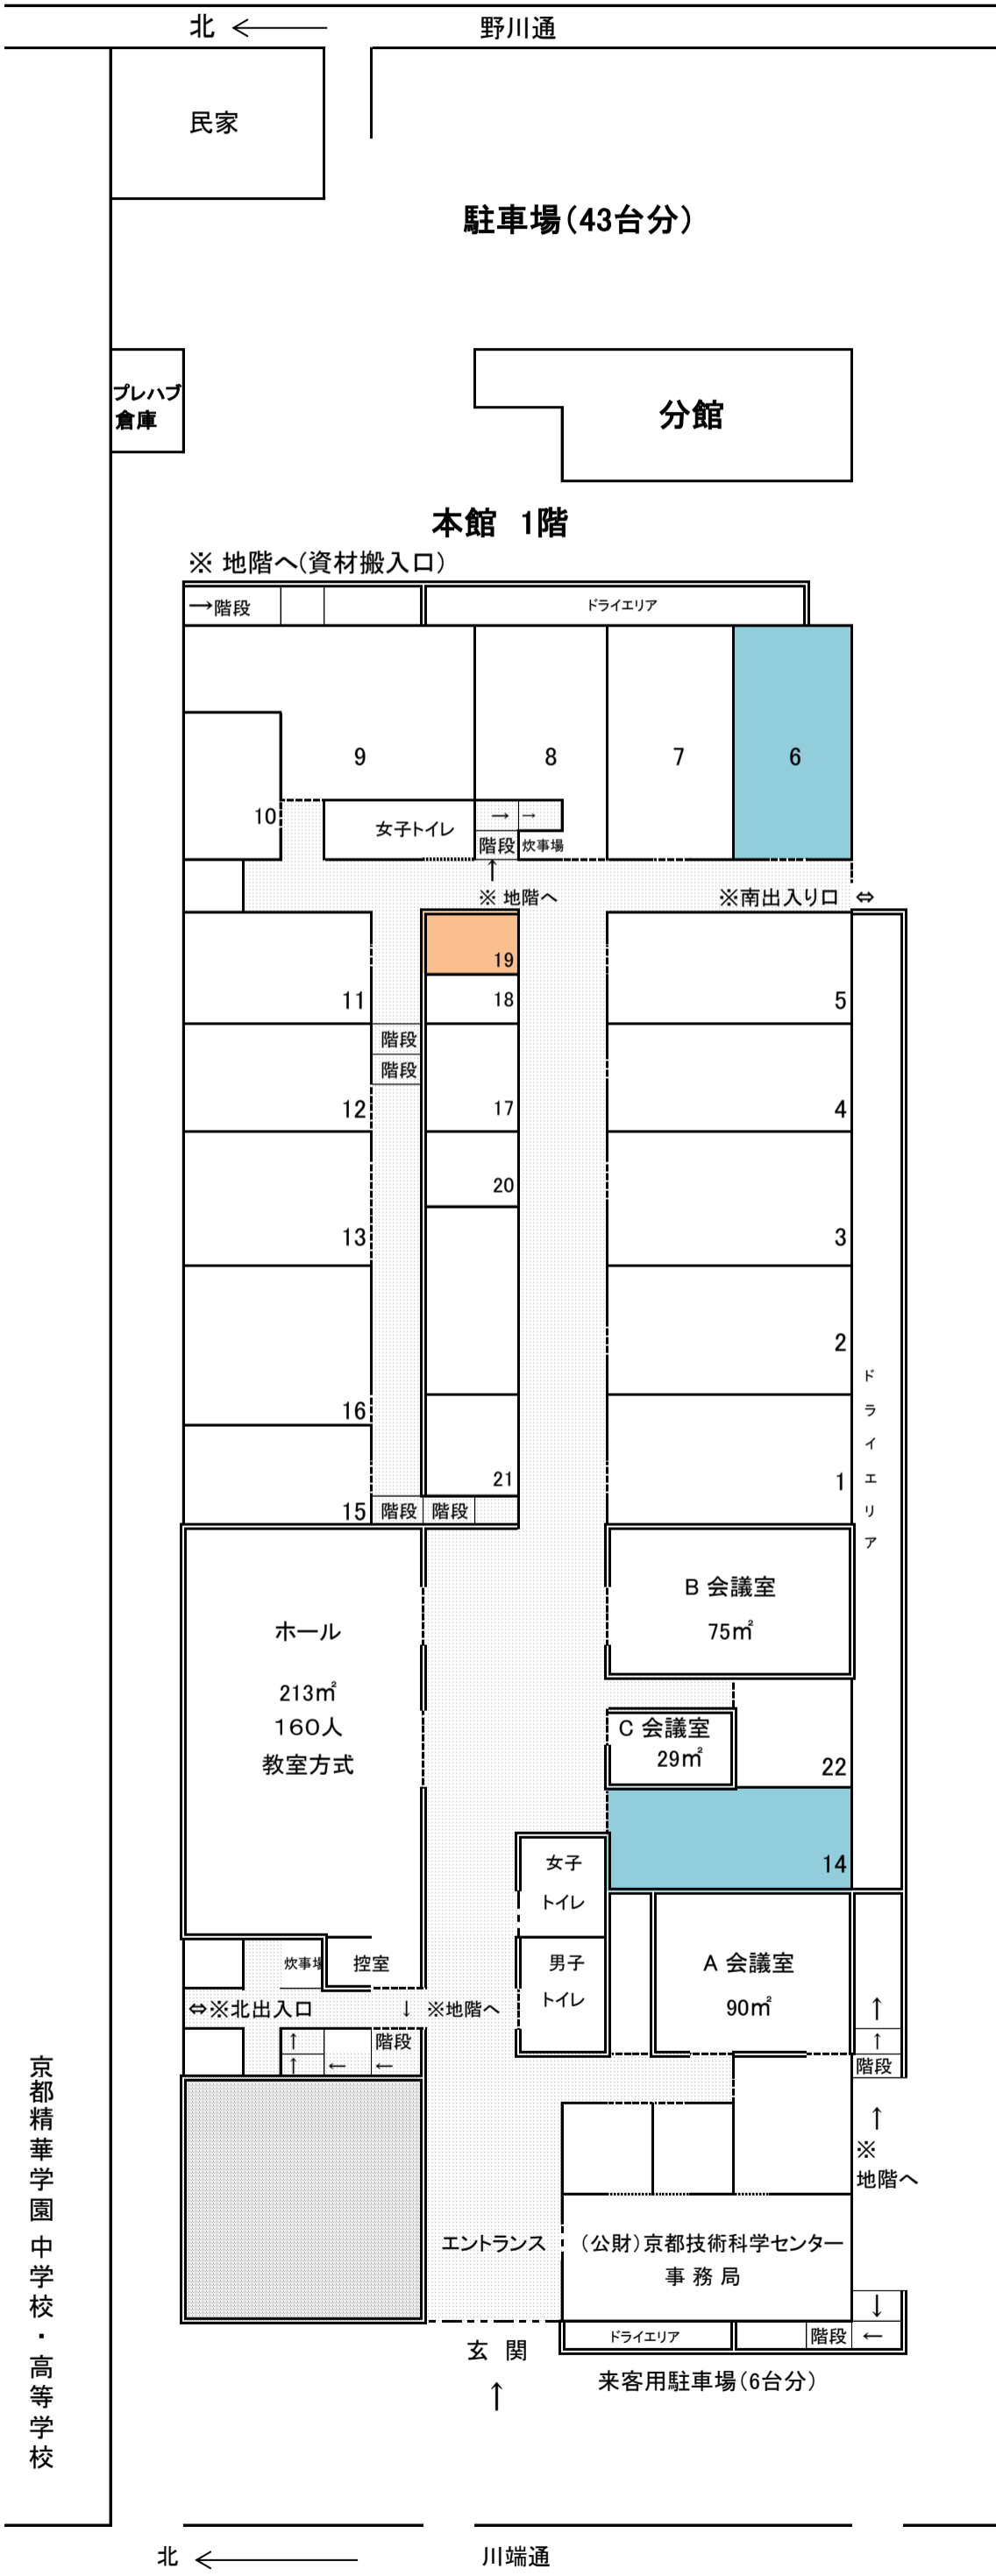 北 ←
野川通
民家
駐車場(43台分)
プレハブ
倉庫
分館
本館 1階
※ 地階へ(資材搬入口)
→階段
ドライエリア
9
8
7
6
10
女子トイレ
→
→
階段
炊事場
↑
※ 地階へ
※南出入り口 ⇔
19
11
18
5
階段
階段
12
17
4
20
13
3
2
ドライエリア
16
21
1
15
階段
階段
B 会議室
75㎡
ホール
213㎡
160人
教室方式
C 会議室
29㎡
22
14
女子
トイレ
炊事場
控室
男子
トイレ
A 会議室
90㎡
⇔※北出入口
↓ ※地階へ
↑
↑
階段
↑
↑
←
←
階段
↑
※
地階へ
京都精華学園 中学校・高等学校
エントランス
(公財)京都技術科学センター
事 務 局
↓
ドライエリア
階段
←
玄 関
↑
来客用駐車場(6台分)
北 ←
川端通